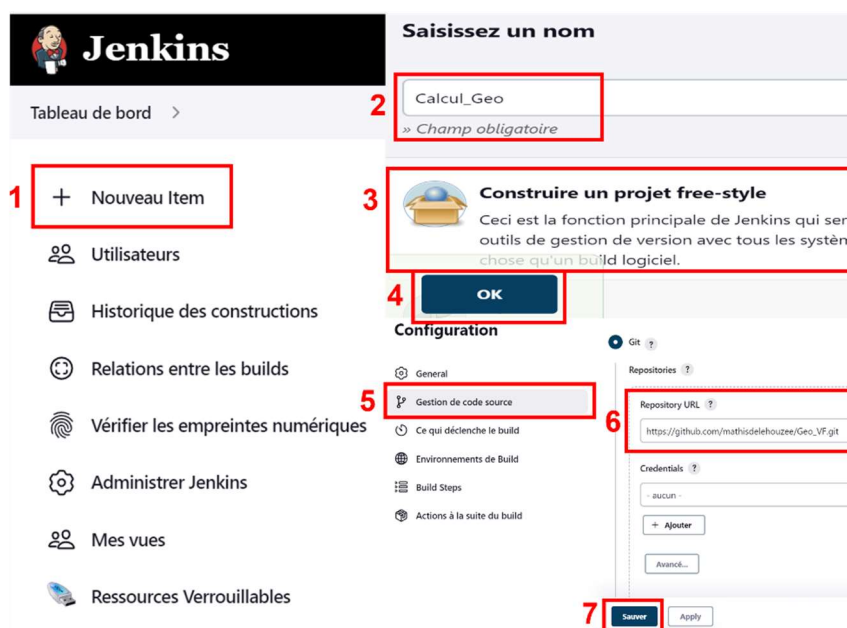 Jenkins
Tableau de bord >
1
+ Nouveau Item
Utilisateurs
Historique des constructions
Relations entre les builds
Vérifier les empreintes numériques
Administrer Jenkins
Mes vues
Ressources Verrouillables
Saisissez un nom
2
Calcul_Geo
» Champ obligatoire
3
Construire un projet free-style
Ceci est la fonction principale de Jenkins qui ser
outils de gestion de version avec tous les systèm
chose qu'un build logiciel.
4
OK
Configuration
General
5
Gestion de code source
Ce qui déclenche le build
Environnements de Build
Build Steps
Actions à la suite du build
Git ?
Repositories ?
6
Repository URL ?
https://github.com/mathisdelehouzee/Geo_VF.git
Credentials ?
- aucun -
+ Ajouter
Avancé...
7
Sauver
Apply